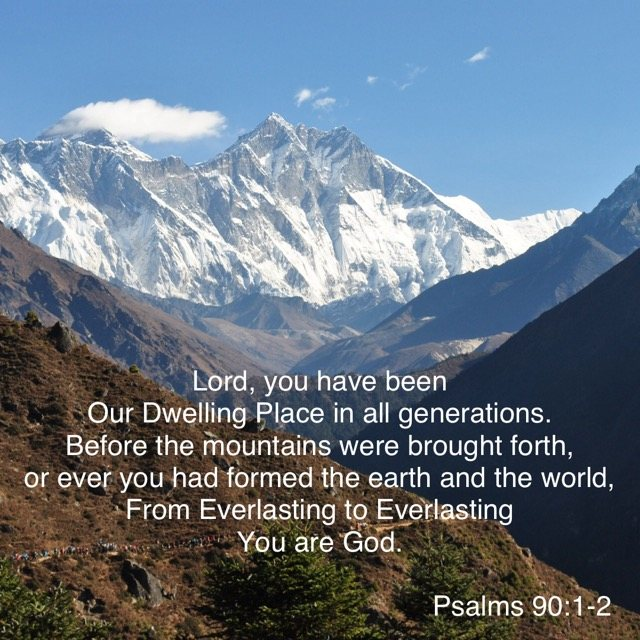 Lord, you have been
Our Dwelling Place in all generations.
Before the mountains were brought forth,
or ever you had formed the earth and the world,
From Everlasting to Everlasting
You are God.
Psalms 90:1-2